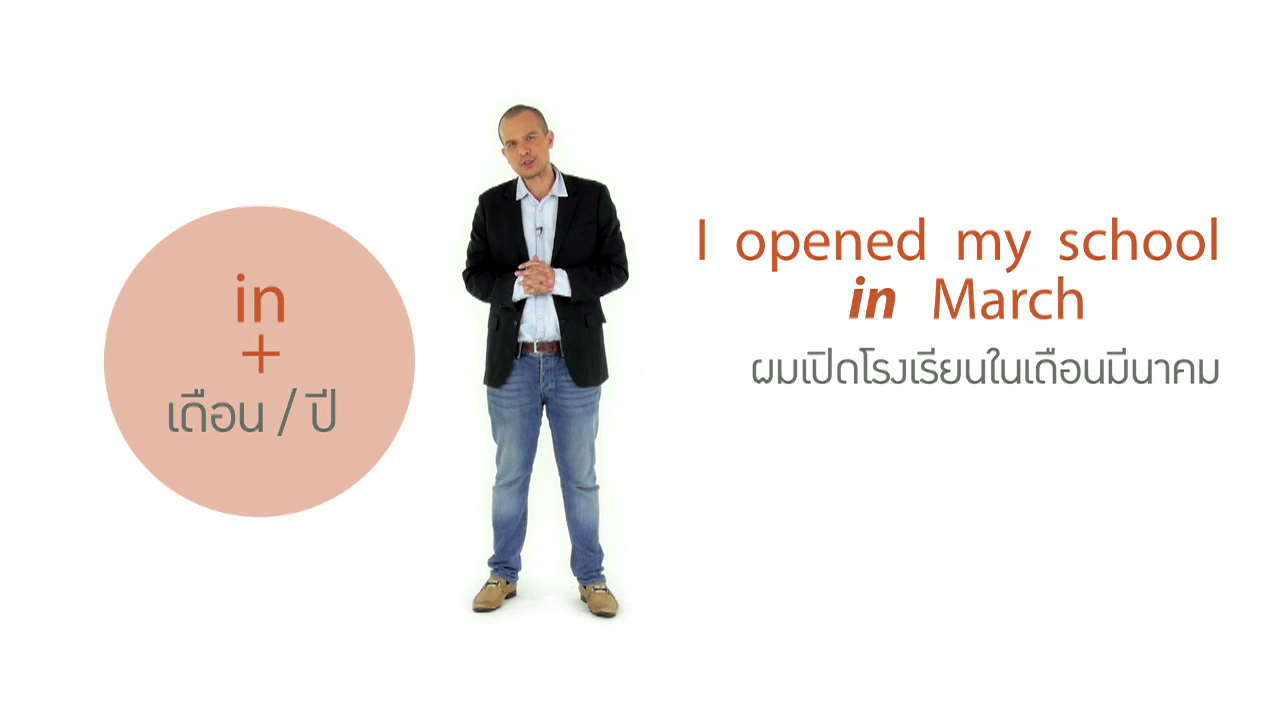 in
+
เดือน / ปี
I opened my school
in March
ผมเปิดโรงเรียนในเดือนมีนาคม